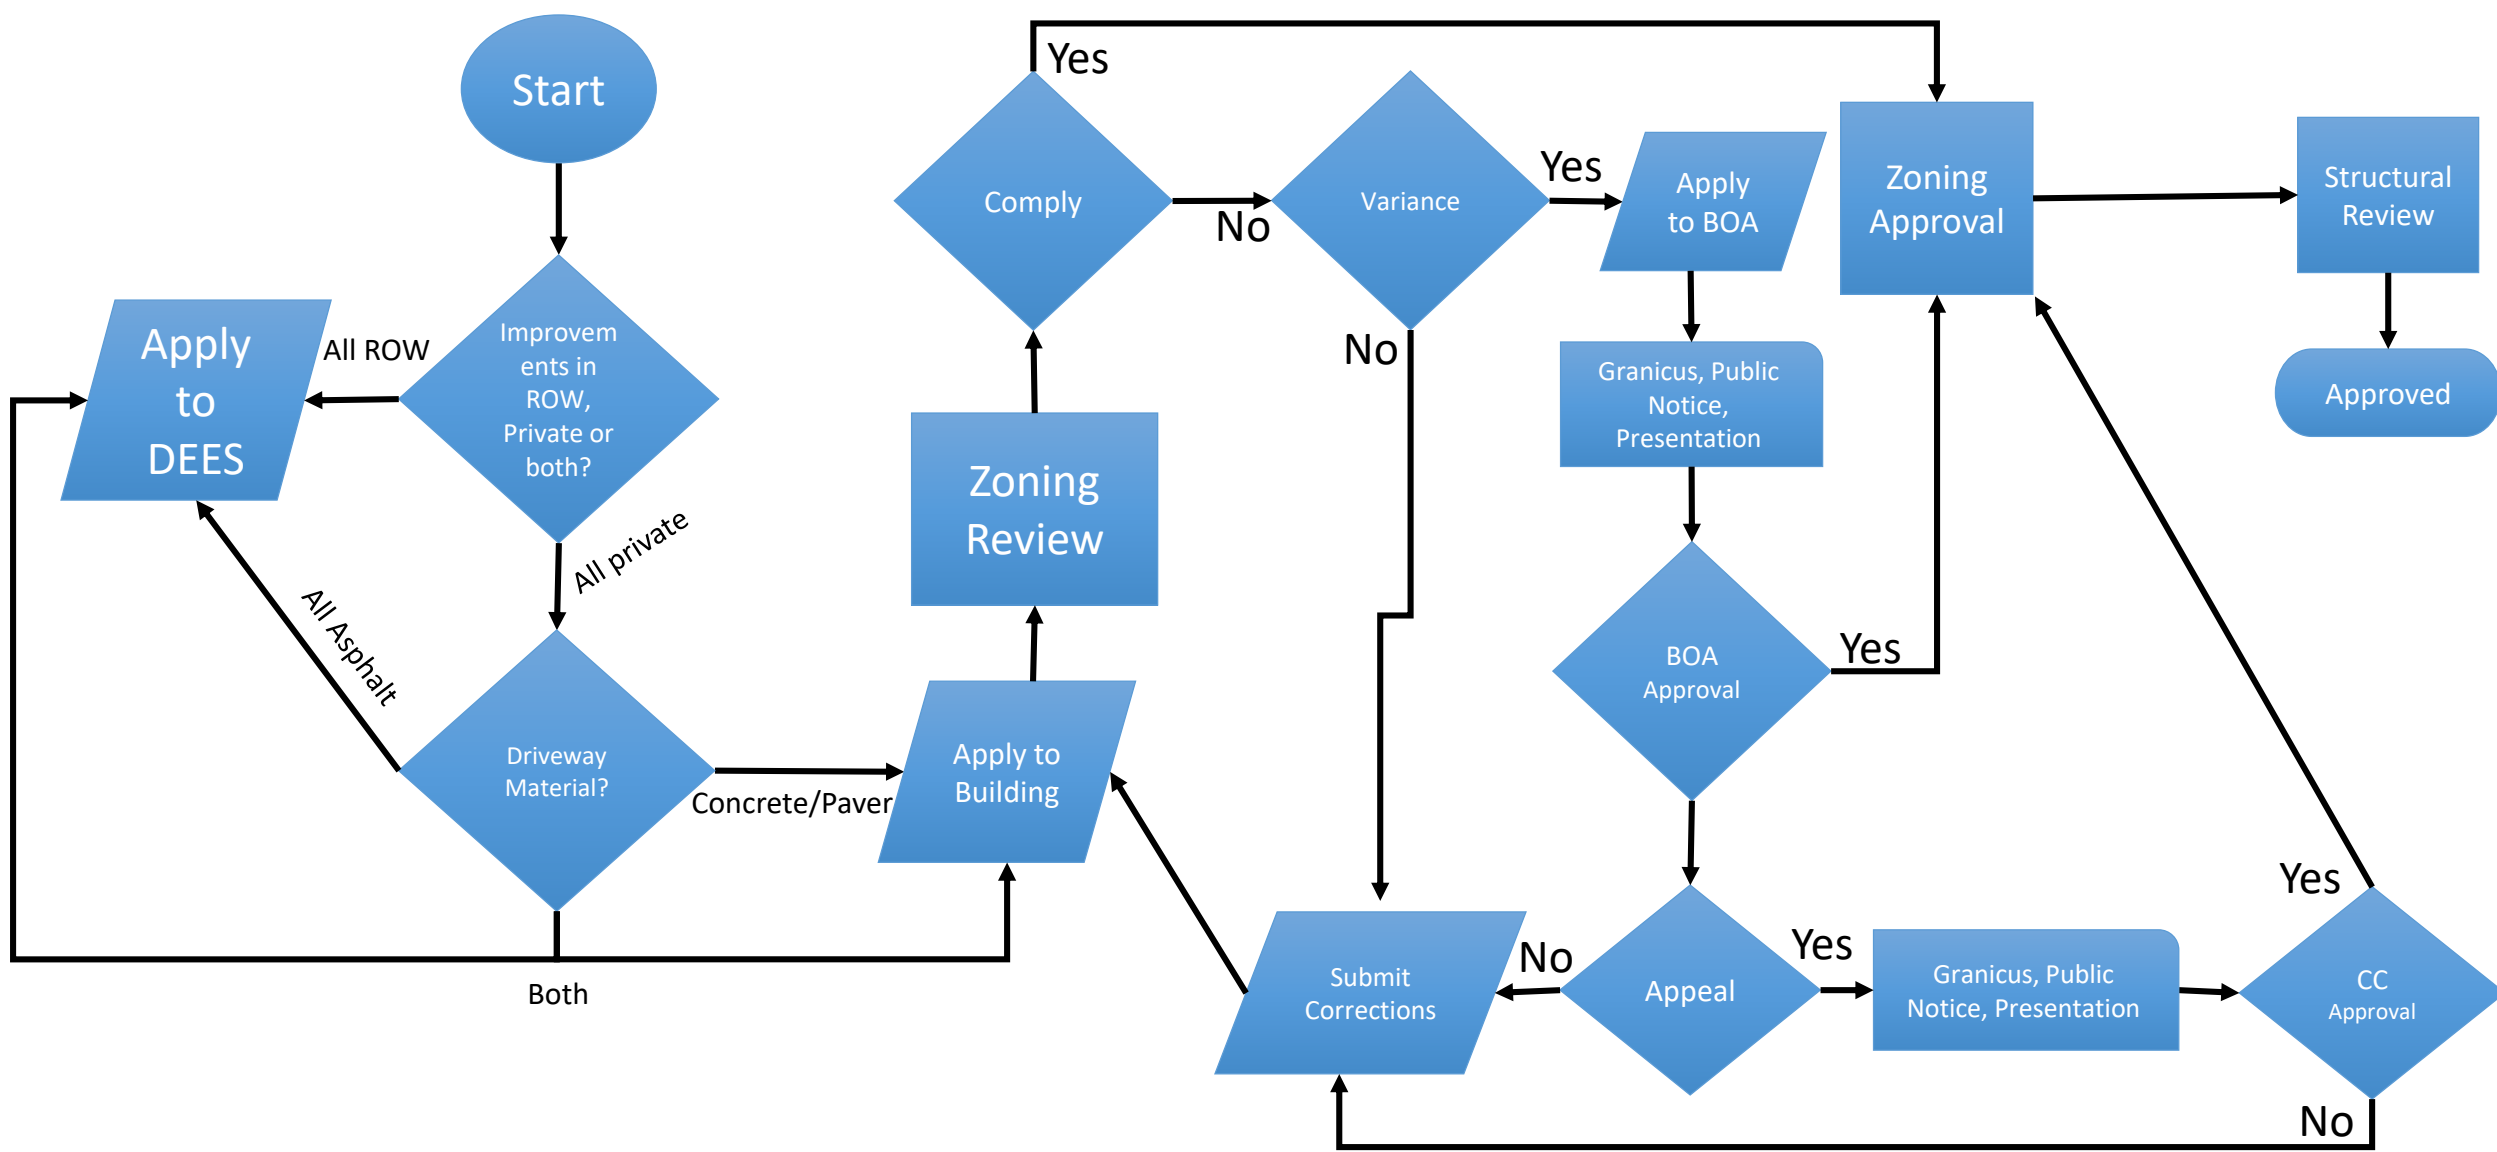 Start
Yes
Comply
No
Variance
Yes
Apply
to BOA
Zoning
Approval
Structural
Review
Approved
Apply
to
DEES
All ROW
Improvem
ents in
ROW,
Private or
both?
All private
All Asphalt
No
Granicus, Public
Notice,
Presentation
Zoning
Review
BOA
Approval
Yes
Driveway
Material?
Concrete/Paver
Apply to
Building
Both
Submit
Corrections
No
Appeal
Yes
Granicus, Public
Notice, Presentation
Yes
CC
Approval
No